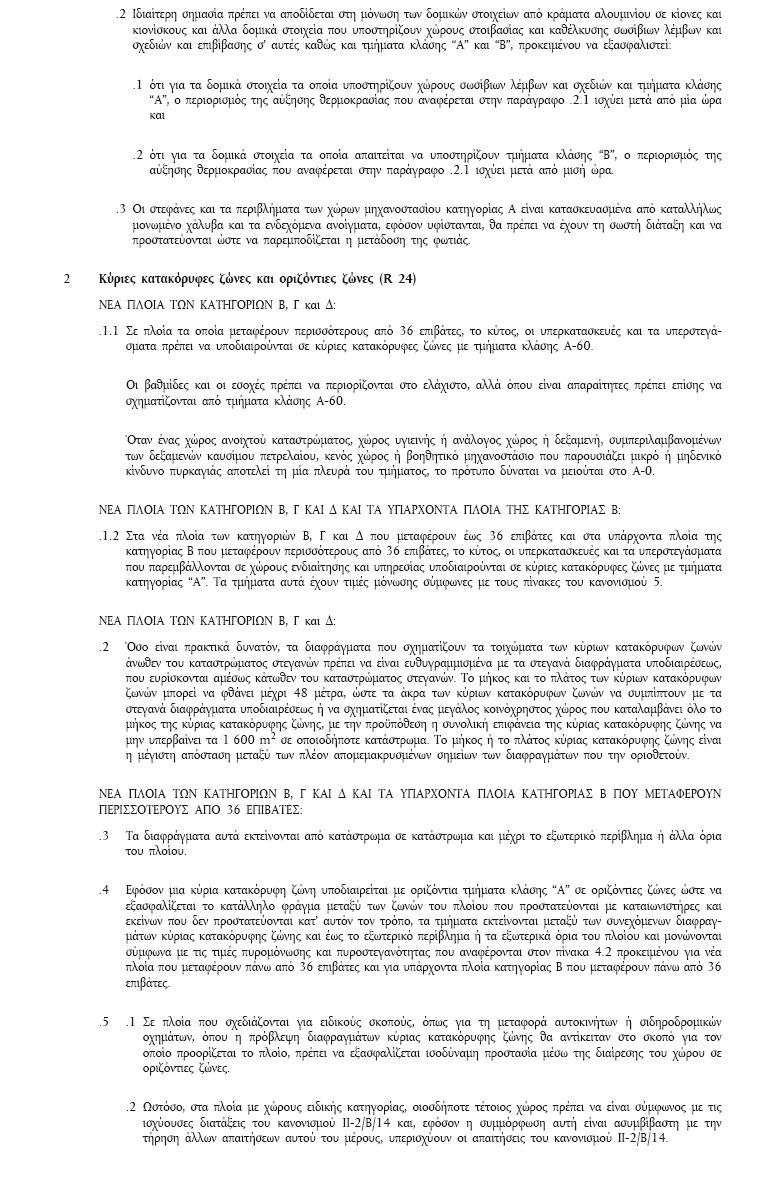 .2 Ιδιαίτερη σημασία πρέπει να αποδίδεται στη μόνωση των δομικών στοιχείων από κράματα αλουμινίου σε κίονες και
κιονίσκους και άλλα δομικά στοιχεία που υποστηρίζουν χώρους στοιβασίας και καθέλκυσης σωσίβιων λέμβων και
σχεδιών και επιβίβασης σ’ αυτές καθώς και τμήματα κλάσης “Α” και “Β”, προκειμένου να εξασφαλιστεί:
.1 ότι για τα δομικά στοιχεία τα οποία υποστηρίζουν χώρους σωσίβιων λέμβων και σχεδιών και τμήματα κλάσης
“Α”, ο περιορισμός της αύξησης θερμοκρασίας που αναφέρεται στην παράγραφο .2.1 ισχύει μετά από μία ώρα
και
.2 ότι για τα δομικά στοιχεία τα οποία απαιτείται να υποστηρίζουν τμήματα κλάσης “Β”, ο περιορισμός της
αύξησης θερμοκρασίας που αναφέρεται στην παράγραφο .2.1 ισχύει μετά από μισή ώρα.
.3 Οι στεφάνες και τα περιβλήματα των χώρων μηχανοστασίου κατηγορίας Α είναι κατασκευασμένα από καταλλήλως
μονωμένο χάλυβα και τα ενδεχόμενα ανοίγματα, εφόσον υφίστανται, θα πρέπει να έχουν τη σωστή διάταξη και να
προστατεύονται ώστε να παρεμποδίζεται η μετάδοση της φωτιάς.
2 Κύριες κατακόρυφες ζώνες και οριζόντιες ζώνες (R 24)
ΝΕΑ ΠΛΟΙΑ ΤΩΝ ΚΑΤΗΓΟΡΙΩΝ Β, Γ και Δ:
.1.1 Σε πλοία τα οποία μεταφέρουν περισσότερους από 36 επιβάτες, το κύτος, οι υπερκατασκευές και τα υπερστεγά-
σματα πρέπει να υποδιαιρούνται σε κύριες κατακόρυφες ζώνες με τμήματα κλάσης Α-60.
Οι βαθμίδες και οι εσοχές πρέπει να περιορίζονται στο ελάχιστο, αλλά όπου είναι απαραίτητες πρέπει επίσης να
σχηματίζονται από τμήματα κλάσης Α-60.
Όταν ένας χώρος ανοιχτού καταστρώματος, χώρος υγιεινής ή ανάλογος χώρος ή δεξαμενή, συμπεριλαμβανομένων
των δεξαμενών καυσίμου πετρελαίου, κενός χώρος ή βοηθητικό μηχανοστάσιο που παρουσιάζει μικρό ή μηδενικό
κίνδυνο πυρκαγιάς αποτελεί τη μία πλευρά του τμήματος, το πρότυπο δύναται να μειούται στο Α-0.
ΝΕΑ ΠΛΟΙΑ ΤΩΝ ΚΑΤΗΓΟΡΙΩΝ Β, Γ ΚΑΙ Δ ΚΑΙ ΤΑ ΥΠΑΡΧΟΝΤΑ ΠΛΟΙΑ ΤΗΣ ΚΑΤΗΓΟΡΙΑΣ Β:
.1.2 Στα νέα πλοία των κατηγοριών Β, Γ και Δ που μεταφέρουν έως 36 επιβάτες και στα υπάρχοντα πλοία της
κατηγορίας Β που μεταφέρουν περισσότερους από 36 επιβάτες, το κύτος, οι υπερκατασκευές και τα υπερστεγάσματα
που παρεμβάλλονται σε χώρους ενδιαίτησης και υπηρεσίας υποδιαιρούνται σε κύριες κατακόρυφες ζώνες με τμήματα
κατηγορίας “Α”. Τα τμήματα αυτά έχουν τιμές μόνωσης σύμφωνες με τους πίνακες του κανονισμού 5.
ΝΕΑ ΠΛΟΙΑ ΤΩΝ ΚΑΤΗΓΟΡΙΩΝ Β, Γ και Δ:
.2 Όσο είναι πρακτικά δυνατόν, τα διαφράγματα που σχηματίζουν τα τοιχώματα των κύριων κατακόρυφων ζωνών
άνωθεν του καταστρώματος στεγανών πρέπει να είναι ευθυγραμμισμένα με τα στεγανά διαφράγματα υποδιαιρέσεως,
που ευρίσκονται αμέσως κάτωθεν του καταστρώματος στεγανών. Το μήκος και το πλάτος των κύριων κατακόρυφων
ζωνών μπορεί να φθάνει μέχρι 48 μέτρα, ώστε τα άκρα των κύριων κατακόρυφων ζωνών να συμπίπτουν με τα
στεγανά διαφράγματα υποδιαιρέσεως ή να σχηματίζεται ένας μεγάλος κοινόχρηστος χώρος που καταλαμβάνει όλο το
μήκος της κύριας κατακόρυφης ζώνης, με την προϋπόθεση η συνολική επιφάνεια της κύριας κατακόρυφης ζώνης να
μην υπερβαίνει τα 1 600 m² σε οποιοδήποτε κατάστρωμα. Το μήκος ή το πλάτος κύριας κατακόρυφης ζώνης είναι
η μέγιστη απόσταση μεταξύ των πλέον απομεμακρυσμένων σημείων των διαφραγμάτων που την οριοθετούν.
ΝΕΑ ΠΛΟΙΑ ΤΩΝ ΚΑΤΗΓΟΡΙΩΝ Β, Γ ΚΑΙ Δ ΚΑΙ ΤΑ ΥΠΑΡΧΟΝΤΑ ΠΛΟΙΑ ΚΑΤΗΓΟΡΙΑΣ Β ΠΟΥ ΜΕΤΑΦΕΡΟΥΝ
ΠΕΡΙΣΣΟΤΕΡΟΥΣ ΑΠΟ 36 ΕΠΙΒΑΤΕΣ:
.3 Τα διαφράγματα αυτά εκτείνονται από κατάστρωμα σε κατάστρωμα και μέχρι το εξωτερικό περίβλημα ή άλλα όρια
του πλοίου.
.4 Εφόσον μια κύρια κατακόρυφη ζώνη υποδιαιρείται με οριζόντια τμήματα κλάσης “Α” σε οριζόντιες ζώνες ώστε να
εξασφαλίζεται το κατάλληλο φράγμα μεταξύ των ζωνών του πλοίου που προστατεύονται με καταιωνιστήρες και
εκείνων που δεν προστατεύονται κατ’ αυτόν τον τρόπο, τα τμήματα εκτείνονται μεταξύ των συνεχόμενων διαφραγ-
μάτων κύριας κατακόρυφης ζώνης και έως το εξωτερικό περίβλημα ή τα εξωτερικά όρια του πλοίου και μονώνονται
σύμφωνα με τις τιμές πυρομόνωσης και πυροστεγανότητας που αναφέρονται στον πίνακα 4.2 προκειμένου για νέα
πλοία που μεταφέρουν πάνω από 36 επιβάτες και για υπάρχοντα πλοία κατηγορίας Β που μεταφέρουν πάνω από 36
επιβάτες.
.5 .1 Σε πλοία που σχεδιάζονται για ειδικούς σκοπούς, όπως για τη μεταφορά αυτοκινήτων ή σιδηροδρομικών
οχημάτων, όπου η πρόβλεψη διαφραγμάτων κύριας κατακόρυφης ζώνης θα αντίκειταν στο σκοπό για τον
οποίο προορίζεται το πλοίο, πρέπει να εξασφαλίζεται ισοδύναμη προστασία μέσω της διαίρεσης του χώρου σε
οριζόντιες ζώνες.
.2 Ωστόσο, στα πλοία με χώρους ειδικής κατηγορίας, οιοσδήποτε τέτοιος χώρος πρέπει να είναι σύμφωνος με τις
ισχύουσες διατάξεις του κανονισμού ΙΙ-2/Β/14 και, εφόσον η συμμόρφωση αυτή είναι ασυμβίβαστη με την
τήρηση άλλων απαιτήσεων αυτού του μέρους, υπερισχύουν οι απαιτήσεις του κανονισμού ΙΙ-2/Β/14.